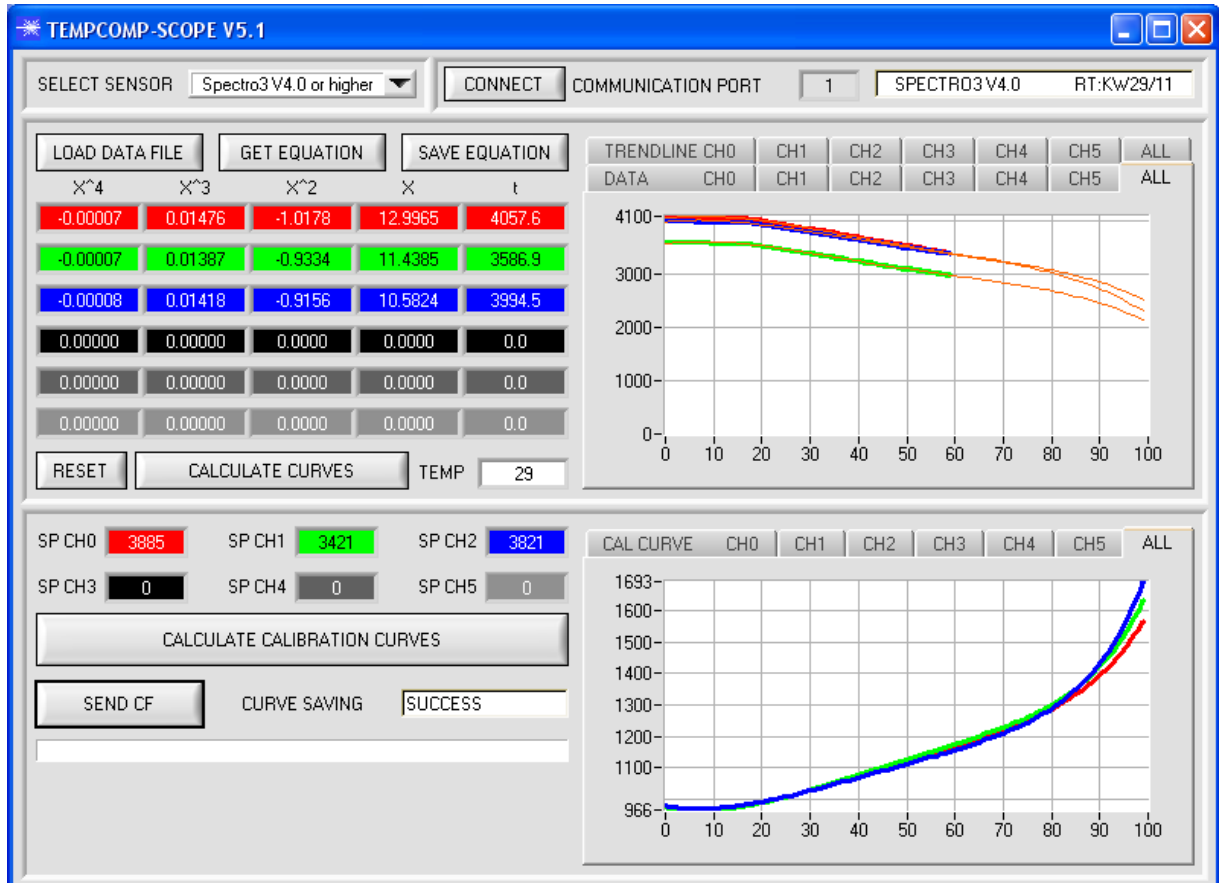 TEMPCOMP-SCOPE V5.1
SELECT SENSOR Spectro3 V4.0 or higher CONNECT COMMUNICATION PORT 1 SPECTRO3 V4.0 RT:KW29/11
LOAD DATA FILE GET EQUATION SAVE EQUATION
X^4 X^3 X^2 X t
-0.00007 0.01476 -1.0178 12.9965 4057.6
-0.00007 0.01387 -0.9334 11.4385 3586.9
-0.00008 0.01418 -0.9156 10.5824 3994.5
0.00000 0.00000 0.0000 0.0000 0.0
0.00000 0.00000 0.0000 0.0000 0.0
0.00000 0.00000 0.0000 0.0000 0.0
RESET CALCULATE CURVES TEMP 29
TRENDLINE CH0 CH1 CH2 CH3 CH4 CH5 ALL
DATA CH0 CH1 CH2 CH3 CH4 CH5 ALL
4100
3000
2000
1000
0
0 10 20 30 40 50 60 70 80 90 100
SP CH0 3885 SP CH1 3421 SP CH2 3821
SP CH3 0 SP CH4 0 SP CH5 0
CALCULATE CALIBRATION CURVES
SEND CF CURVE SAVING SUCCESS
CAL CURVE CH0 CH1 CH2 CH3 CH4 CH5 ALL
1693
1600
1500
1400
1300
1200
1100
966
0 10 20 30 40 50 60 70 80 90 100